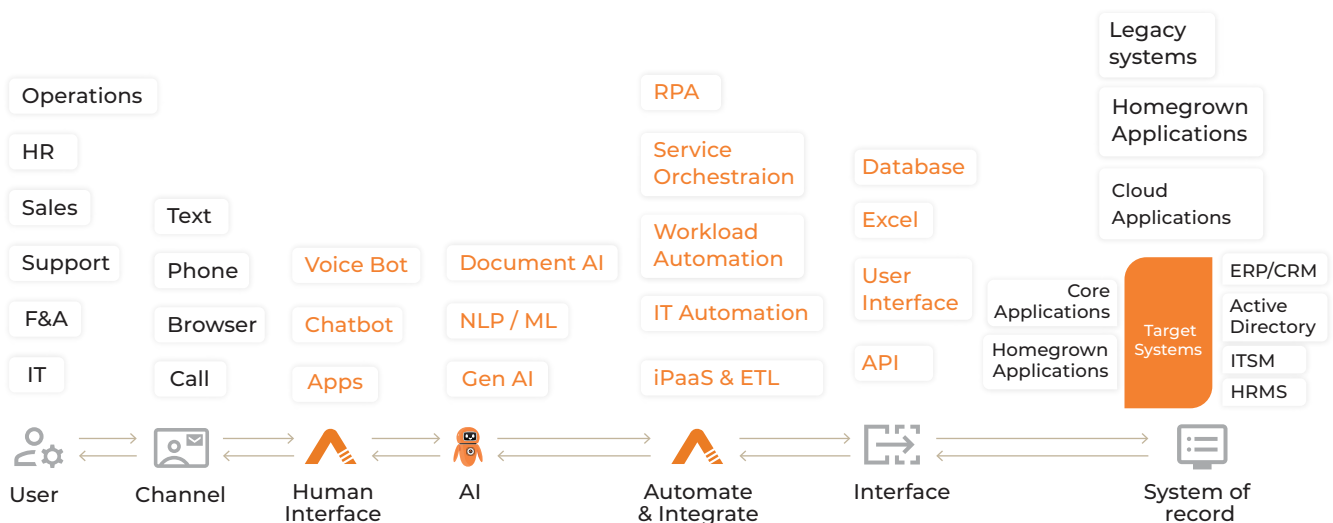 Operations
HR
Sales
Support
F&A
IT
User
Text
Phone
Browser
Call
Channel
Voice Bot
Chatbot
Apps
Human
Interface
Document AI
NLP / ML
Gen AI
AI
RPA
Service
Orchestraion
Workload
Automation
IT Automation
iPaaS & ETL
Automate
& Integrate
Database
Excel
User
Interface
API
Interface
Legacy
systems
Homegrown
Applications
Cloud
Applications
Core
Applications
Homegrown
Applications
Target
Systems
ERP/CRM
Active
Directory
ITSM
HRMS
System of
record